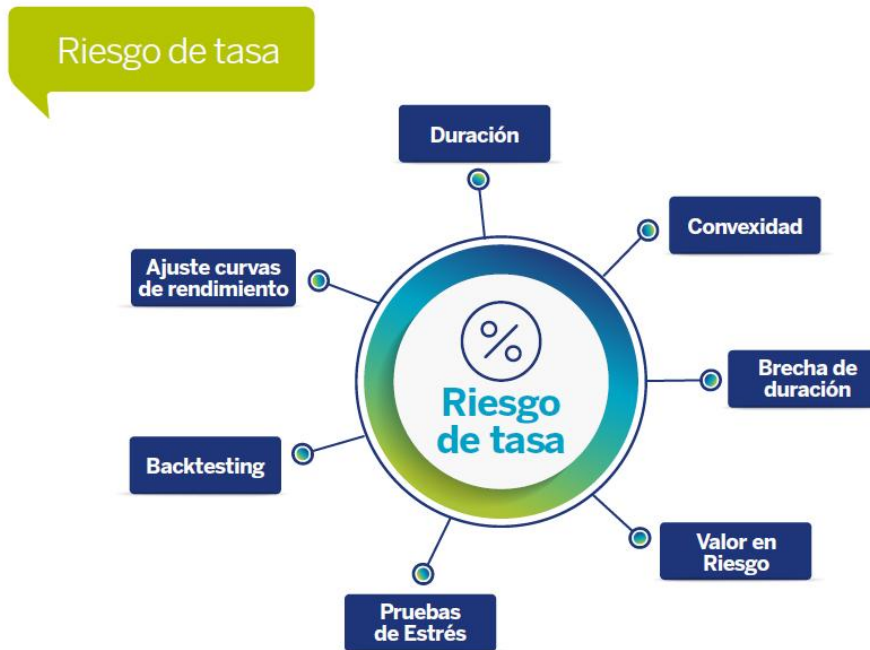 Riesgo de tasa
Duración
Convexidad
Brecha de
duración
Valor en
Riesgo
Pruebas
de Estrés
Backtesting
Ajuste curvas
de rendimiento
%
Riesgo
de tasa